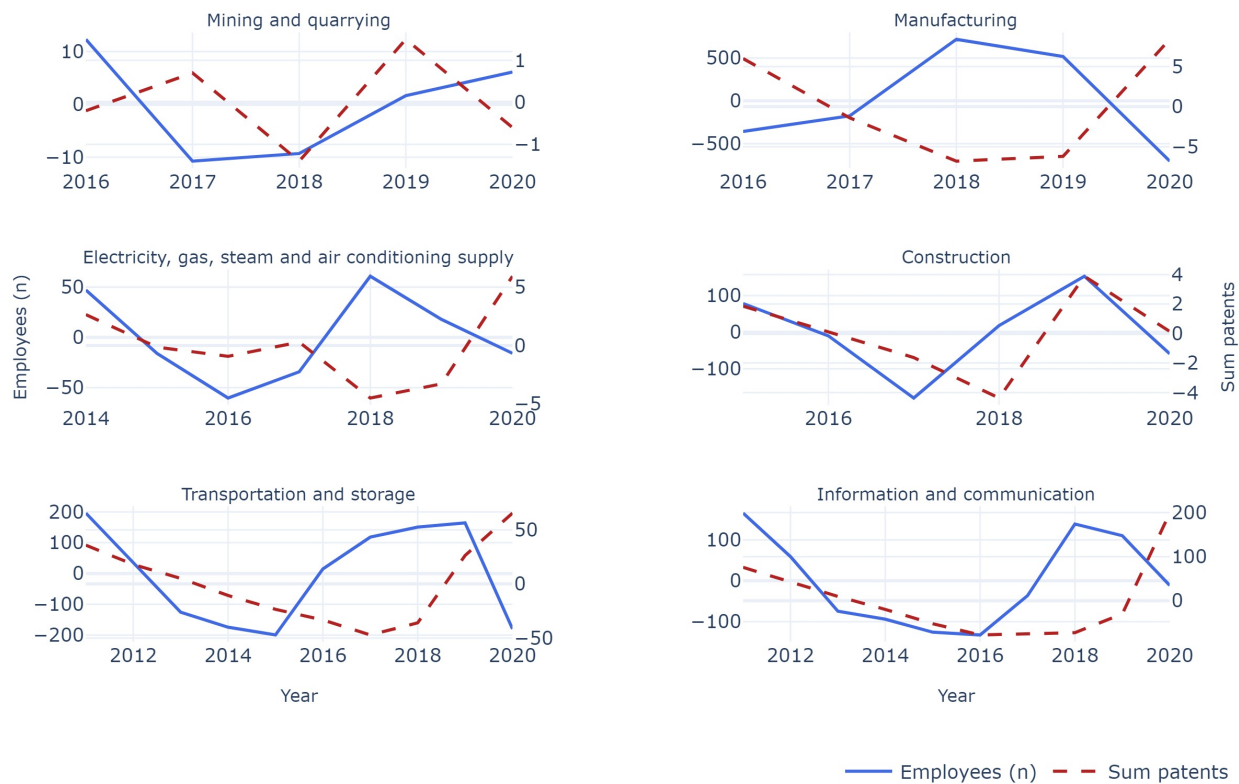 Mining and quarrying
Manufacturing
10
0
−10
1
0
−1
2016 2017 2018 2019 2020
500
0
−500
5
0
−5
2016 2017 2018 2019 2020
Electricity, gas, steam and air conditioning supply
Construction
Employees (n)
50
0
−50
5
0
−5
2014 2016 2018 2020
100
0
−100
4
2
0
−2
−4
2016 2018 2020
Sum patents
Transportation and storage
Information and communication
200
100
0
−100
−200
50
0
−50
2012 2014 2016 2018 2020
100
0
−100
200
100
0
2012 2014 2016 2018 2020
Year
Year
Employees (n) Sum patents